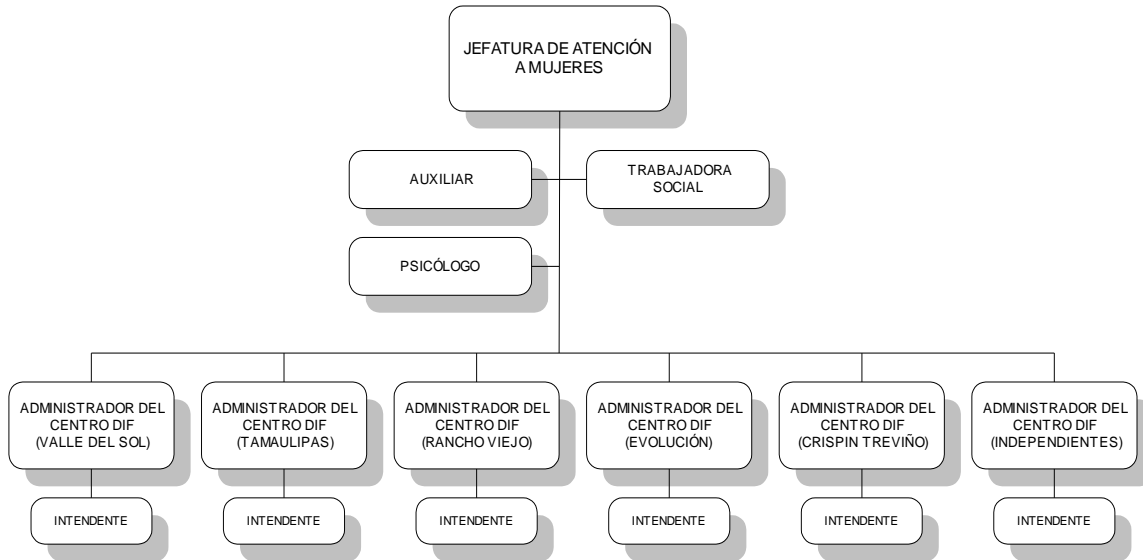 JEFATURA DE ATENCIÓN
A MUJERES
AUXILIAR
TRABAJADORA
SOCIAL
PSICÓLOGO
ADMINISTRADOR DEL
CENTRO DIF
(VALLE DEL SOL)
ADMINISTRADOR DEL
CENTRO DIF
(TAMAULIPAS)
ADMINISTRADOR DEL
CENTRO DIF
(RANCHO VIEJO)
ADMINISTRADOR DEL
CENTRO DIF
(EVOLUCIÓN)
ADMINISTRADOR DEL
CENTRO DIF
(CRISPIN TREVIÑO)
ADMINISTRADOR DEL
CENTRO DIF
(INDEPENDIENTES)
INTENDENTE
INTENDENTE
INTENDENTE
INTENDENTE
INTENDENTE
INTENDENTE